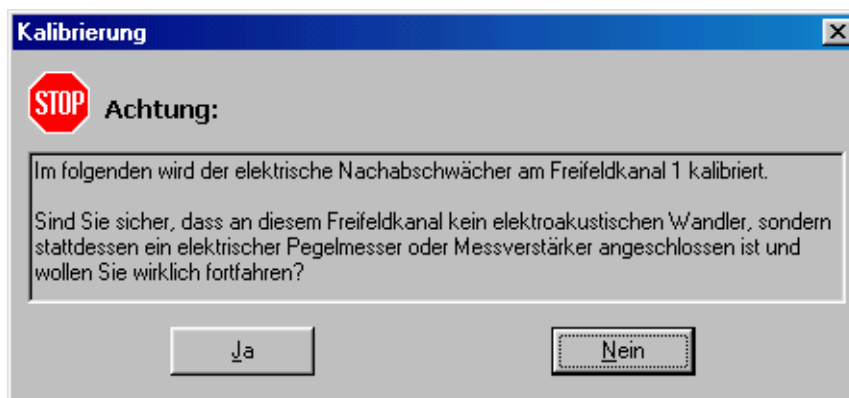 Kalibrierung
STOP
Achtung:
Im folgenden wird der elektrische Nachabschwächer am Freifeldkanal 1 kalibriert.
Sind Sie sicher, dass an diesem Freifeldkanal kein elektroakustischen Wandler, sondern
stattdessen ein elektrischer Pegelmesser oder Messverstärker angeschlossen ist und
wollen Sie wirklich fortfahren?
Ja
Nein